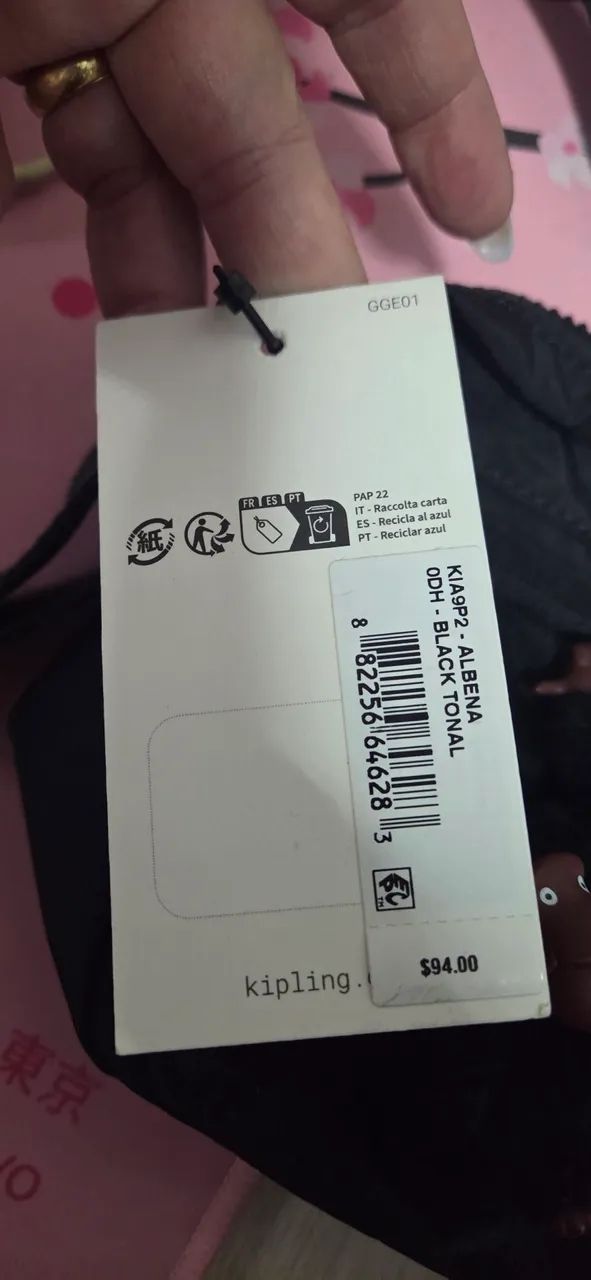 GGE01
FR ES PT
紙
PAP 22
IT - Raccolta carta
ES - Recicla al azul
PT - Reciclar azul
KIA9P2 - ALBENA
0DH - BLACK TONAL
8 82256 64628 3
$94.00
kipling.
東京
YO